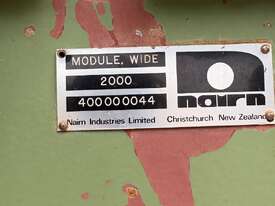 MODULE, WIDE
2000
400000044
nairn
Nairn Industries Limited Christchurch New Zealand